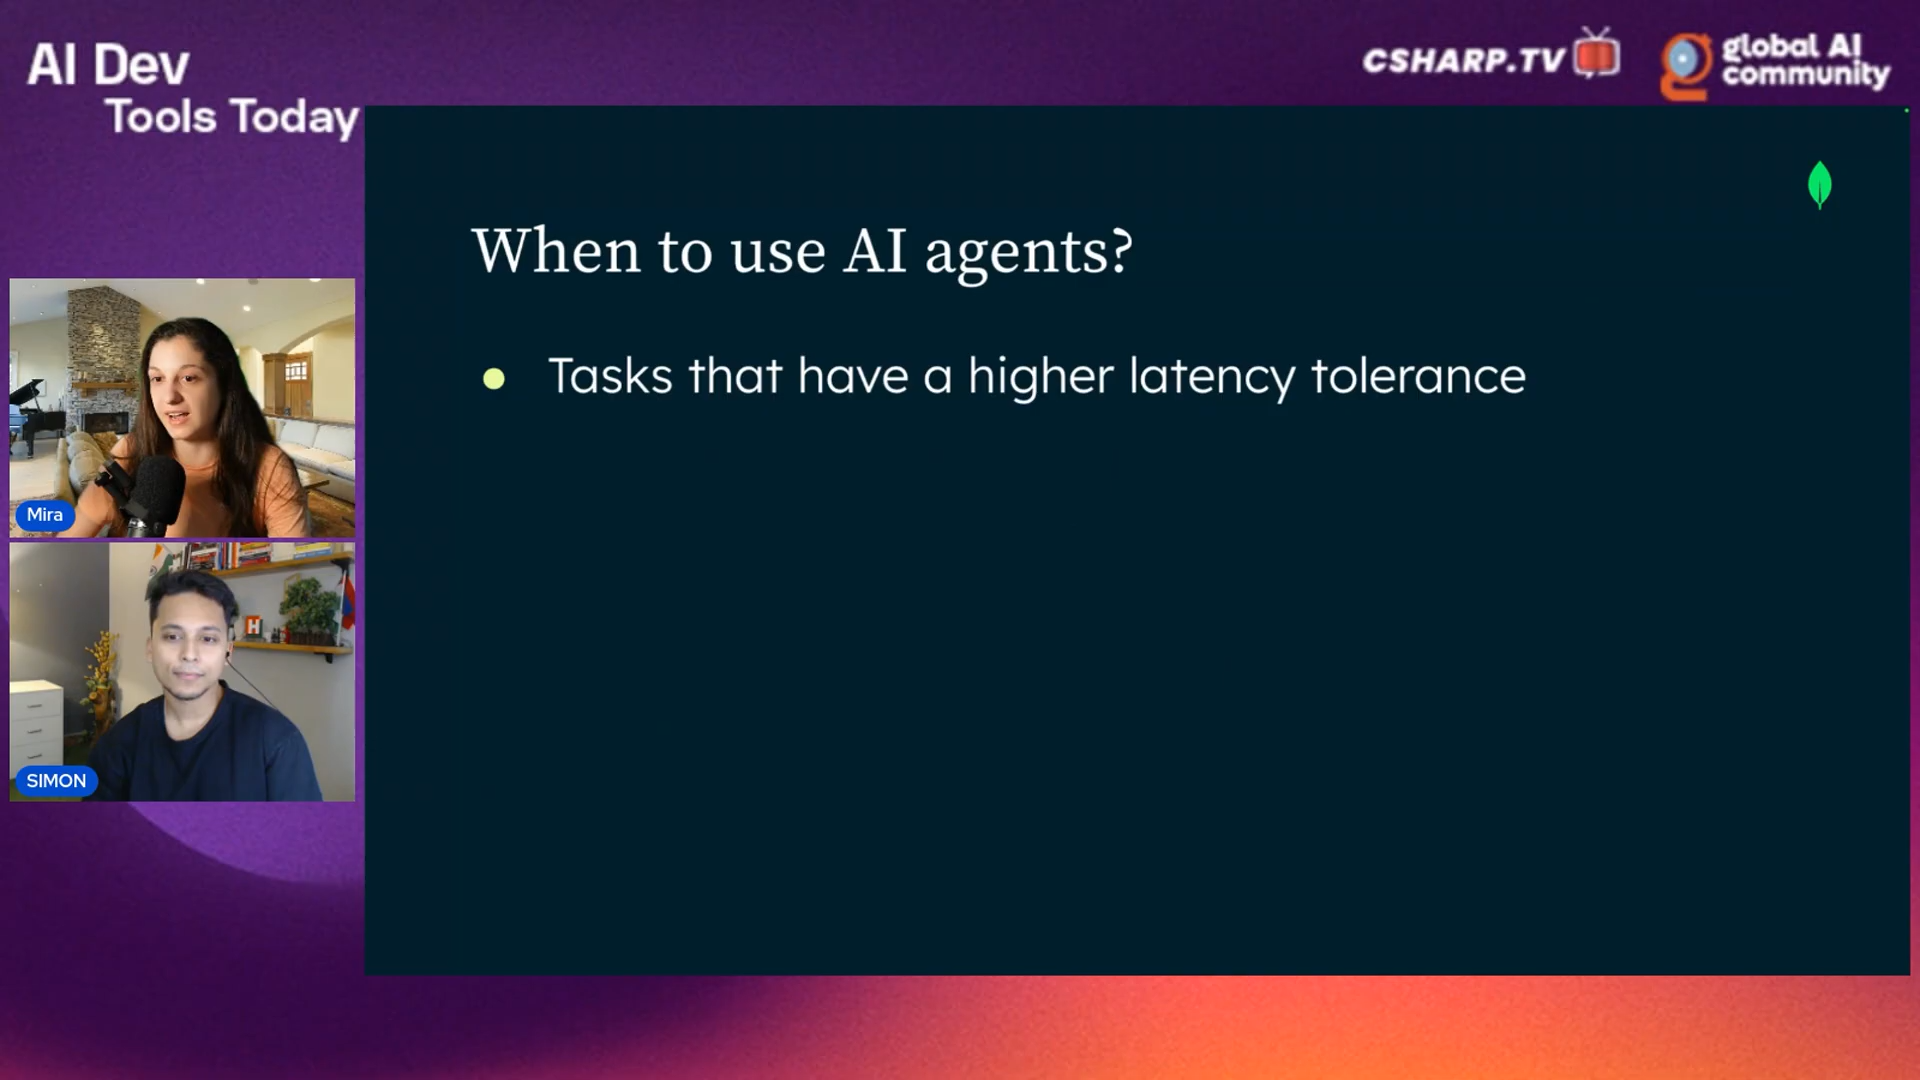 AI Dev
Tools Today
CSHARP.TV
global AI
community
When to use AI agents?
Tasks that have a higher latency tolerance
Mira
SIMON
H